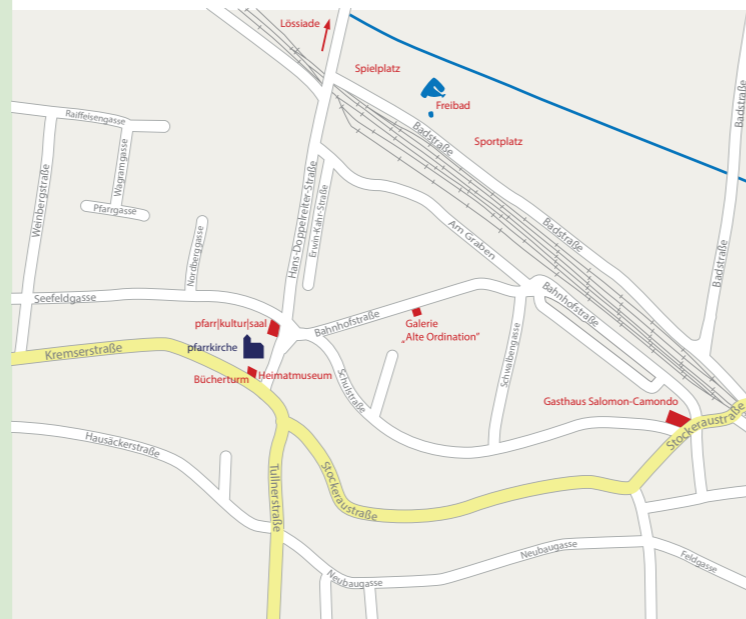 Lössiade
Spielplatz
Freibad
Sportplatz
Badstraße
Badstraße
Raiffeisengasse
Wagramgasse
Pfarrgasse
Weinbergstraße
Hans-Doppelreiter-Straße
Erwin-Kahr-Straße
Nordberggasse
Am Graben
Badstraße
Badstraße
Seefeldgasse
Bahnhofstraße
Bahnhofstraße
pfarr|kultur|saal
pfarrkirche
Galerie
„Alte Ordination“
Kremserstraße
Bücherturm
Heimatmuseum
Schulstraße
Schwalbengasse
Gasthaus Salomon-Camondo
Stockeraustraße
Hausäckerstraße
Tullnerstraße
Stockeraustraße
Neubaugasse
Neubaugasse
Feldgasse